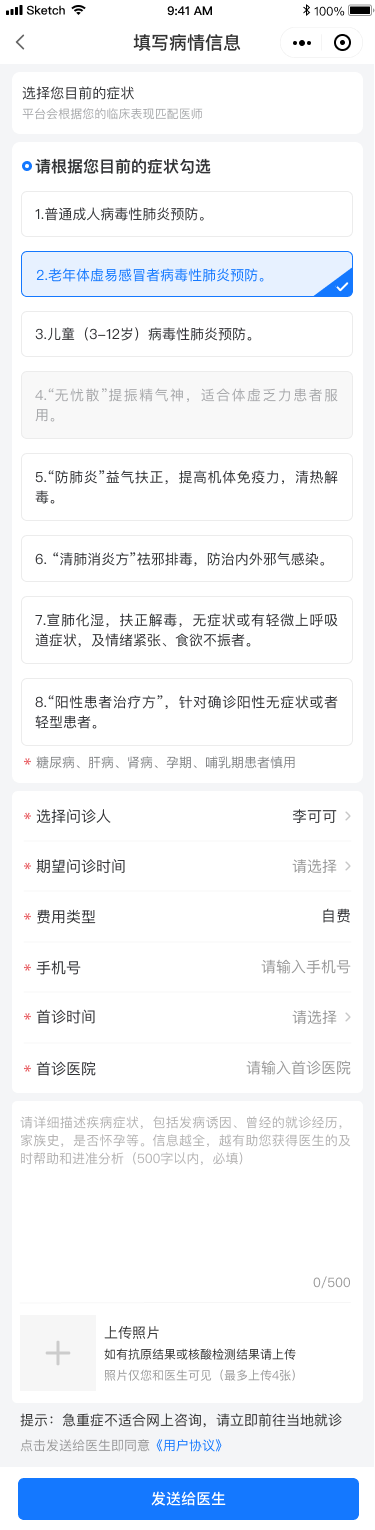 Sketch
9:41 AM
100%
填写病情信息
选择您目前的症状
平台会根据您的临床表现匹配医师
请根据您目前的症状勾选
1.普通成人病毒性肺炎预防。
2.老年体虚易感冒者病毒性肺炎预防。
3.儿童（3-12岁）病毒性肺炎预防。
4.“无忧散”提振精气神，适合体虚乏力患者服
用。
5.“防肺炎”益气扶正，提高机体免疫力，清热解
毒。
6. “清肺消炎方”祛邪排毒，防治内外邪气感染。
7.宣肺化湿，扶正解毒，无症状或有轻微上呼吸
道症状，及情绪紧张、食欲不振者。
8.“阳性患者治疗方”，针对确诊阳性无症状或者
轻型患者。
* 糖尿病、肝病、肾病、孕期、哺乳期患者慎用
* 选择问诊人 李可可
* 期望问诊时间 请选择
* 费用类型 自费
* 手机号 请输入手机号
* 首诊时间 请选择
* 首诊医院 请输入首诊医院
请详细描述疾病症状，包括发病诱因、曾经的就诊经历，
家族史，是否怀孕等。信息越全，越有助您获得医生的及
时帮助和进准分析（500字以内，必填）
0/500
上传照片
如有抗原结果或核酸检测结果请上传
照片仅您和医生可见（最多上传4张）
提示：急重症不适合网上咨询，请立即前往当地就诊
点击发送给医生即同意《用户协议》
发送给医生